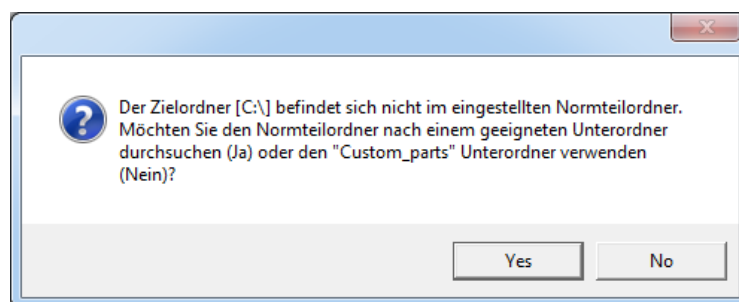 Der Zielordner [C:\] befindet sich nicht im eingestellten Normteilordner.
Möchten Sie den Normteilordner nach einem geeigneten Unterordner
durchsuchen (Ja) oder den "Custom_parts" Unterordner verwenden
(Nein)?
Yes
No